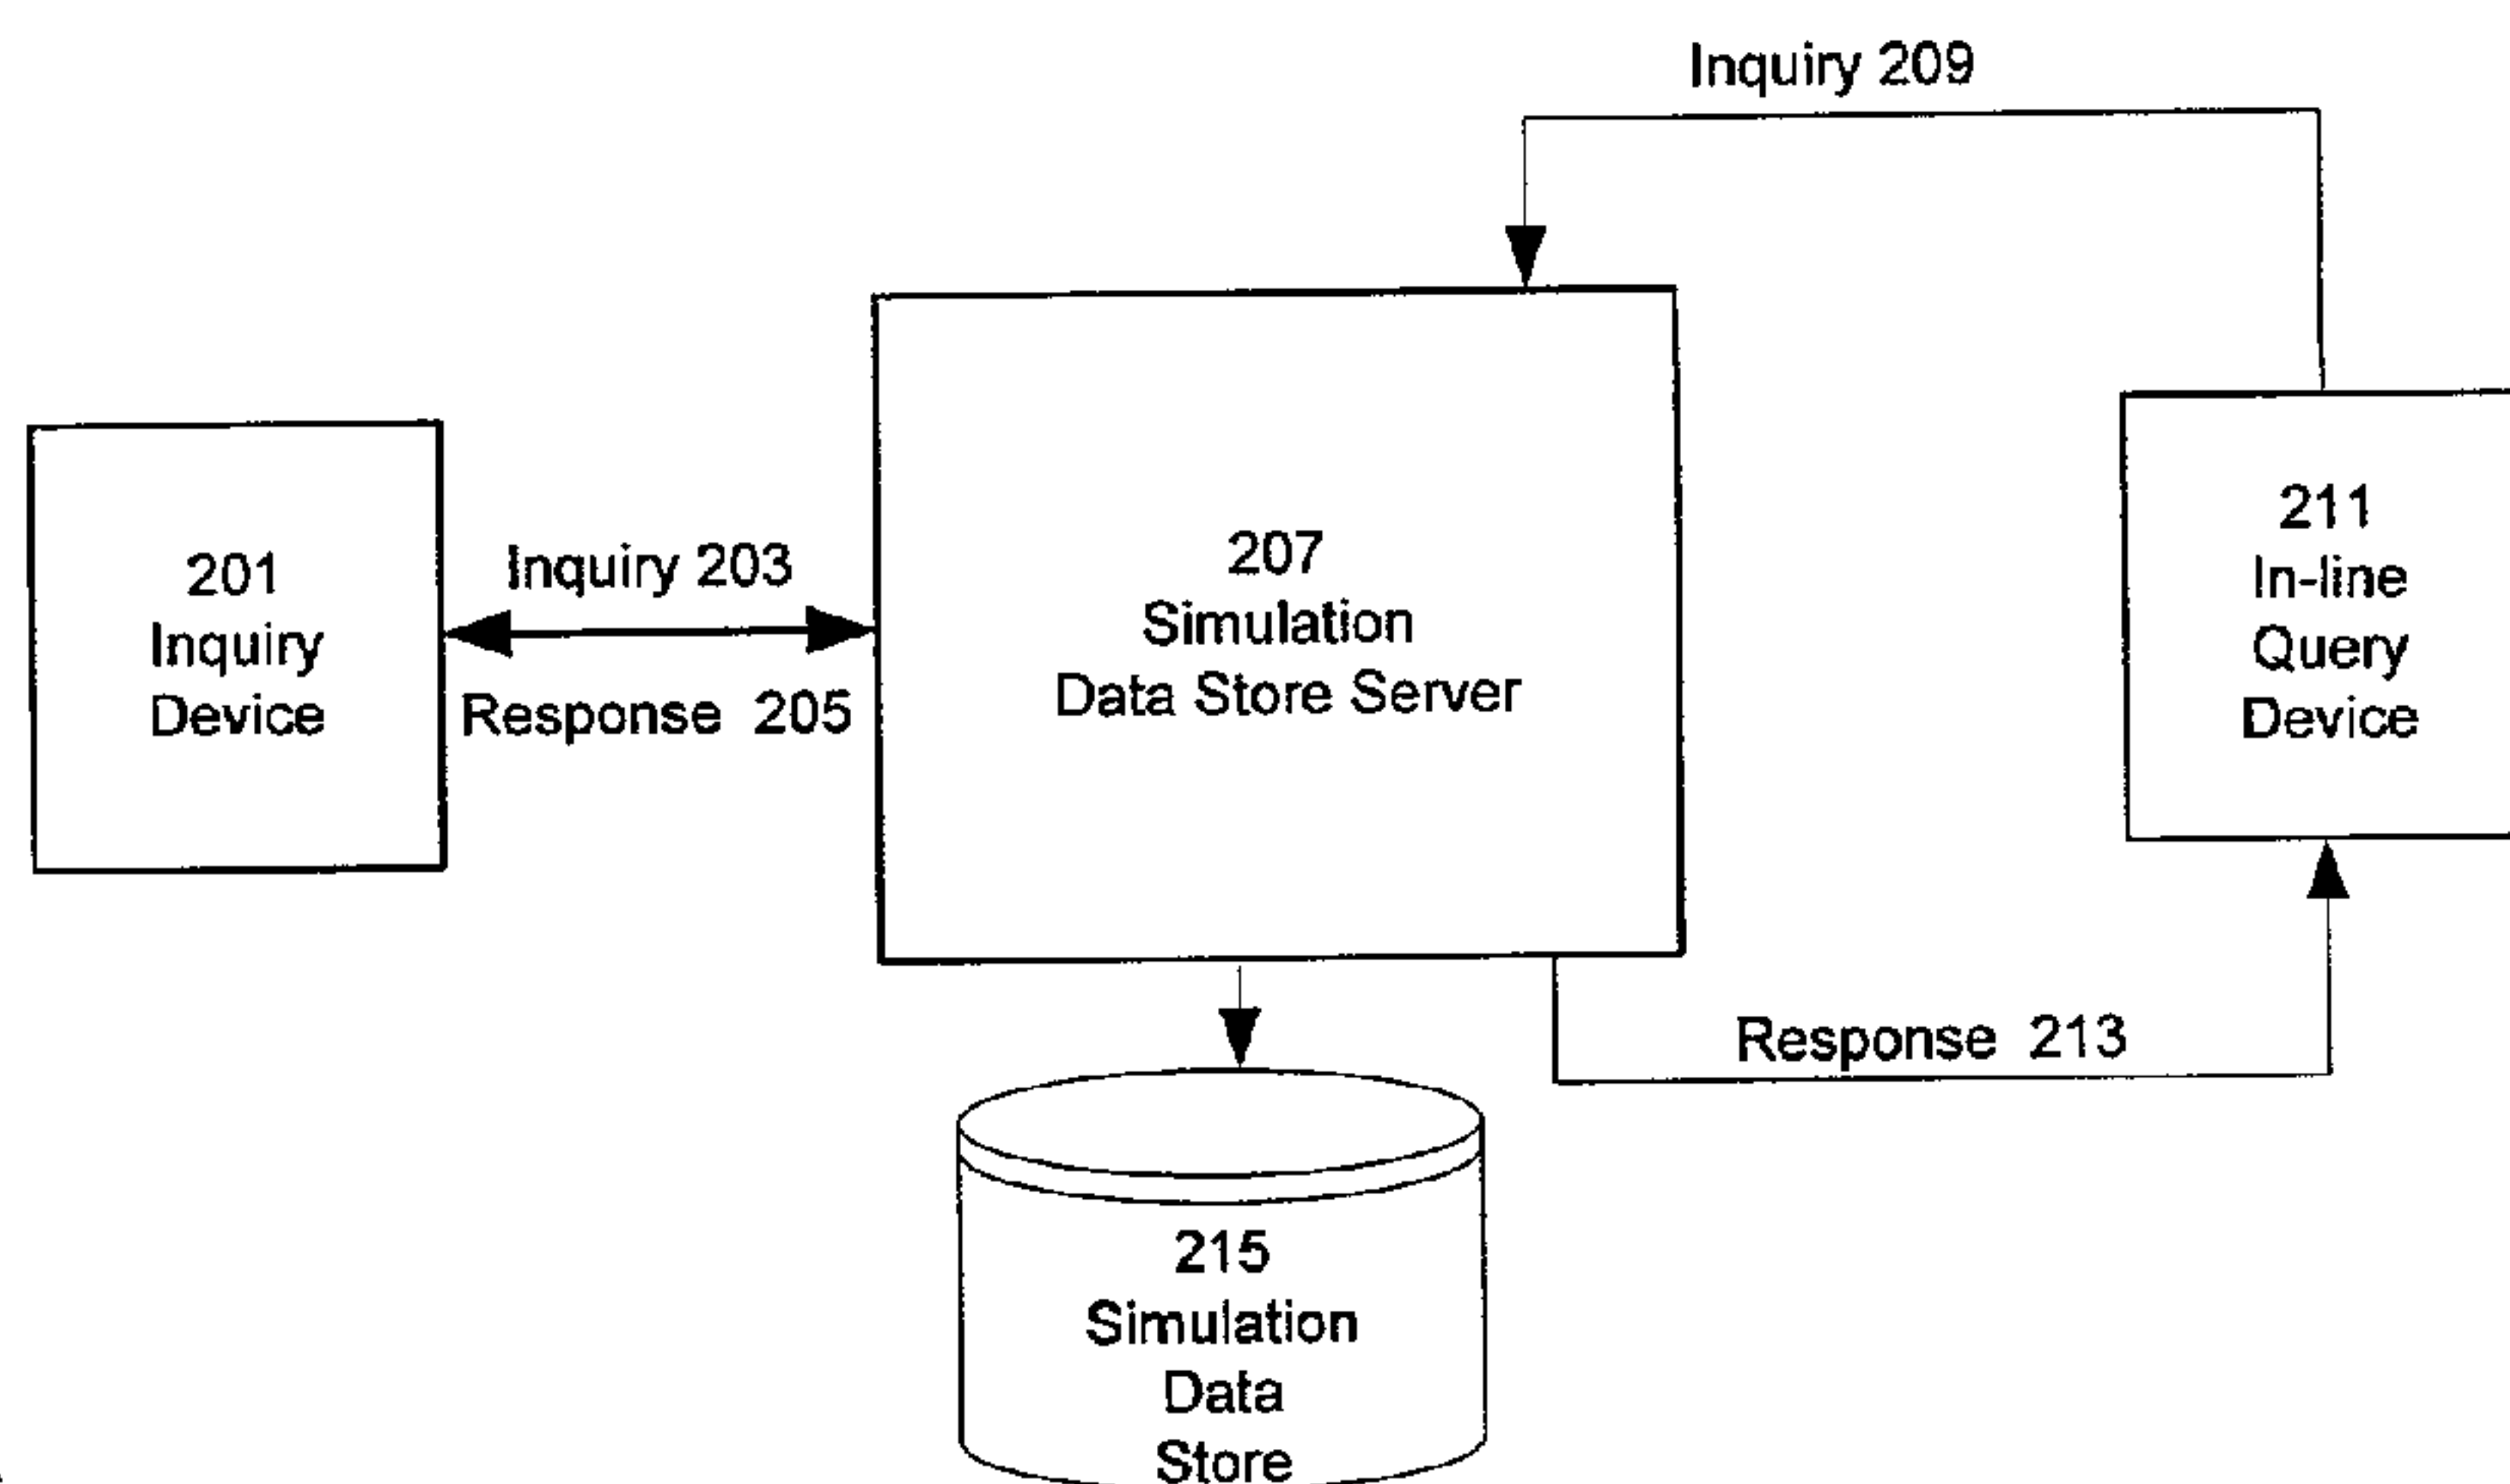 Inquiry 209
201
Inquiry
Device
Inquiry 203
Response 205
207
Simulation
Data Store Server
211
In-line
Query
Device
Response 213
215
Simulation
Data
Store